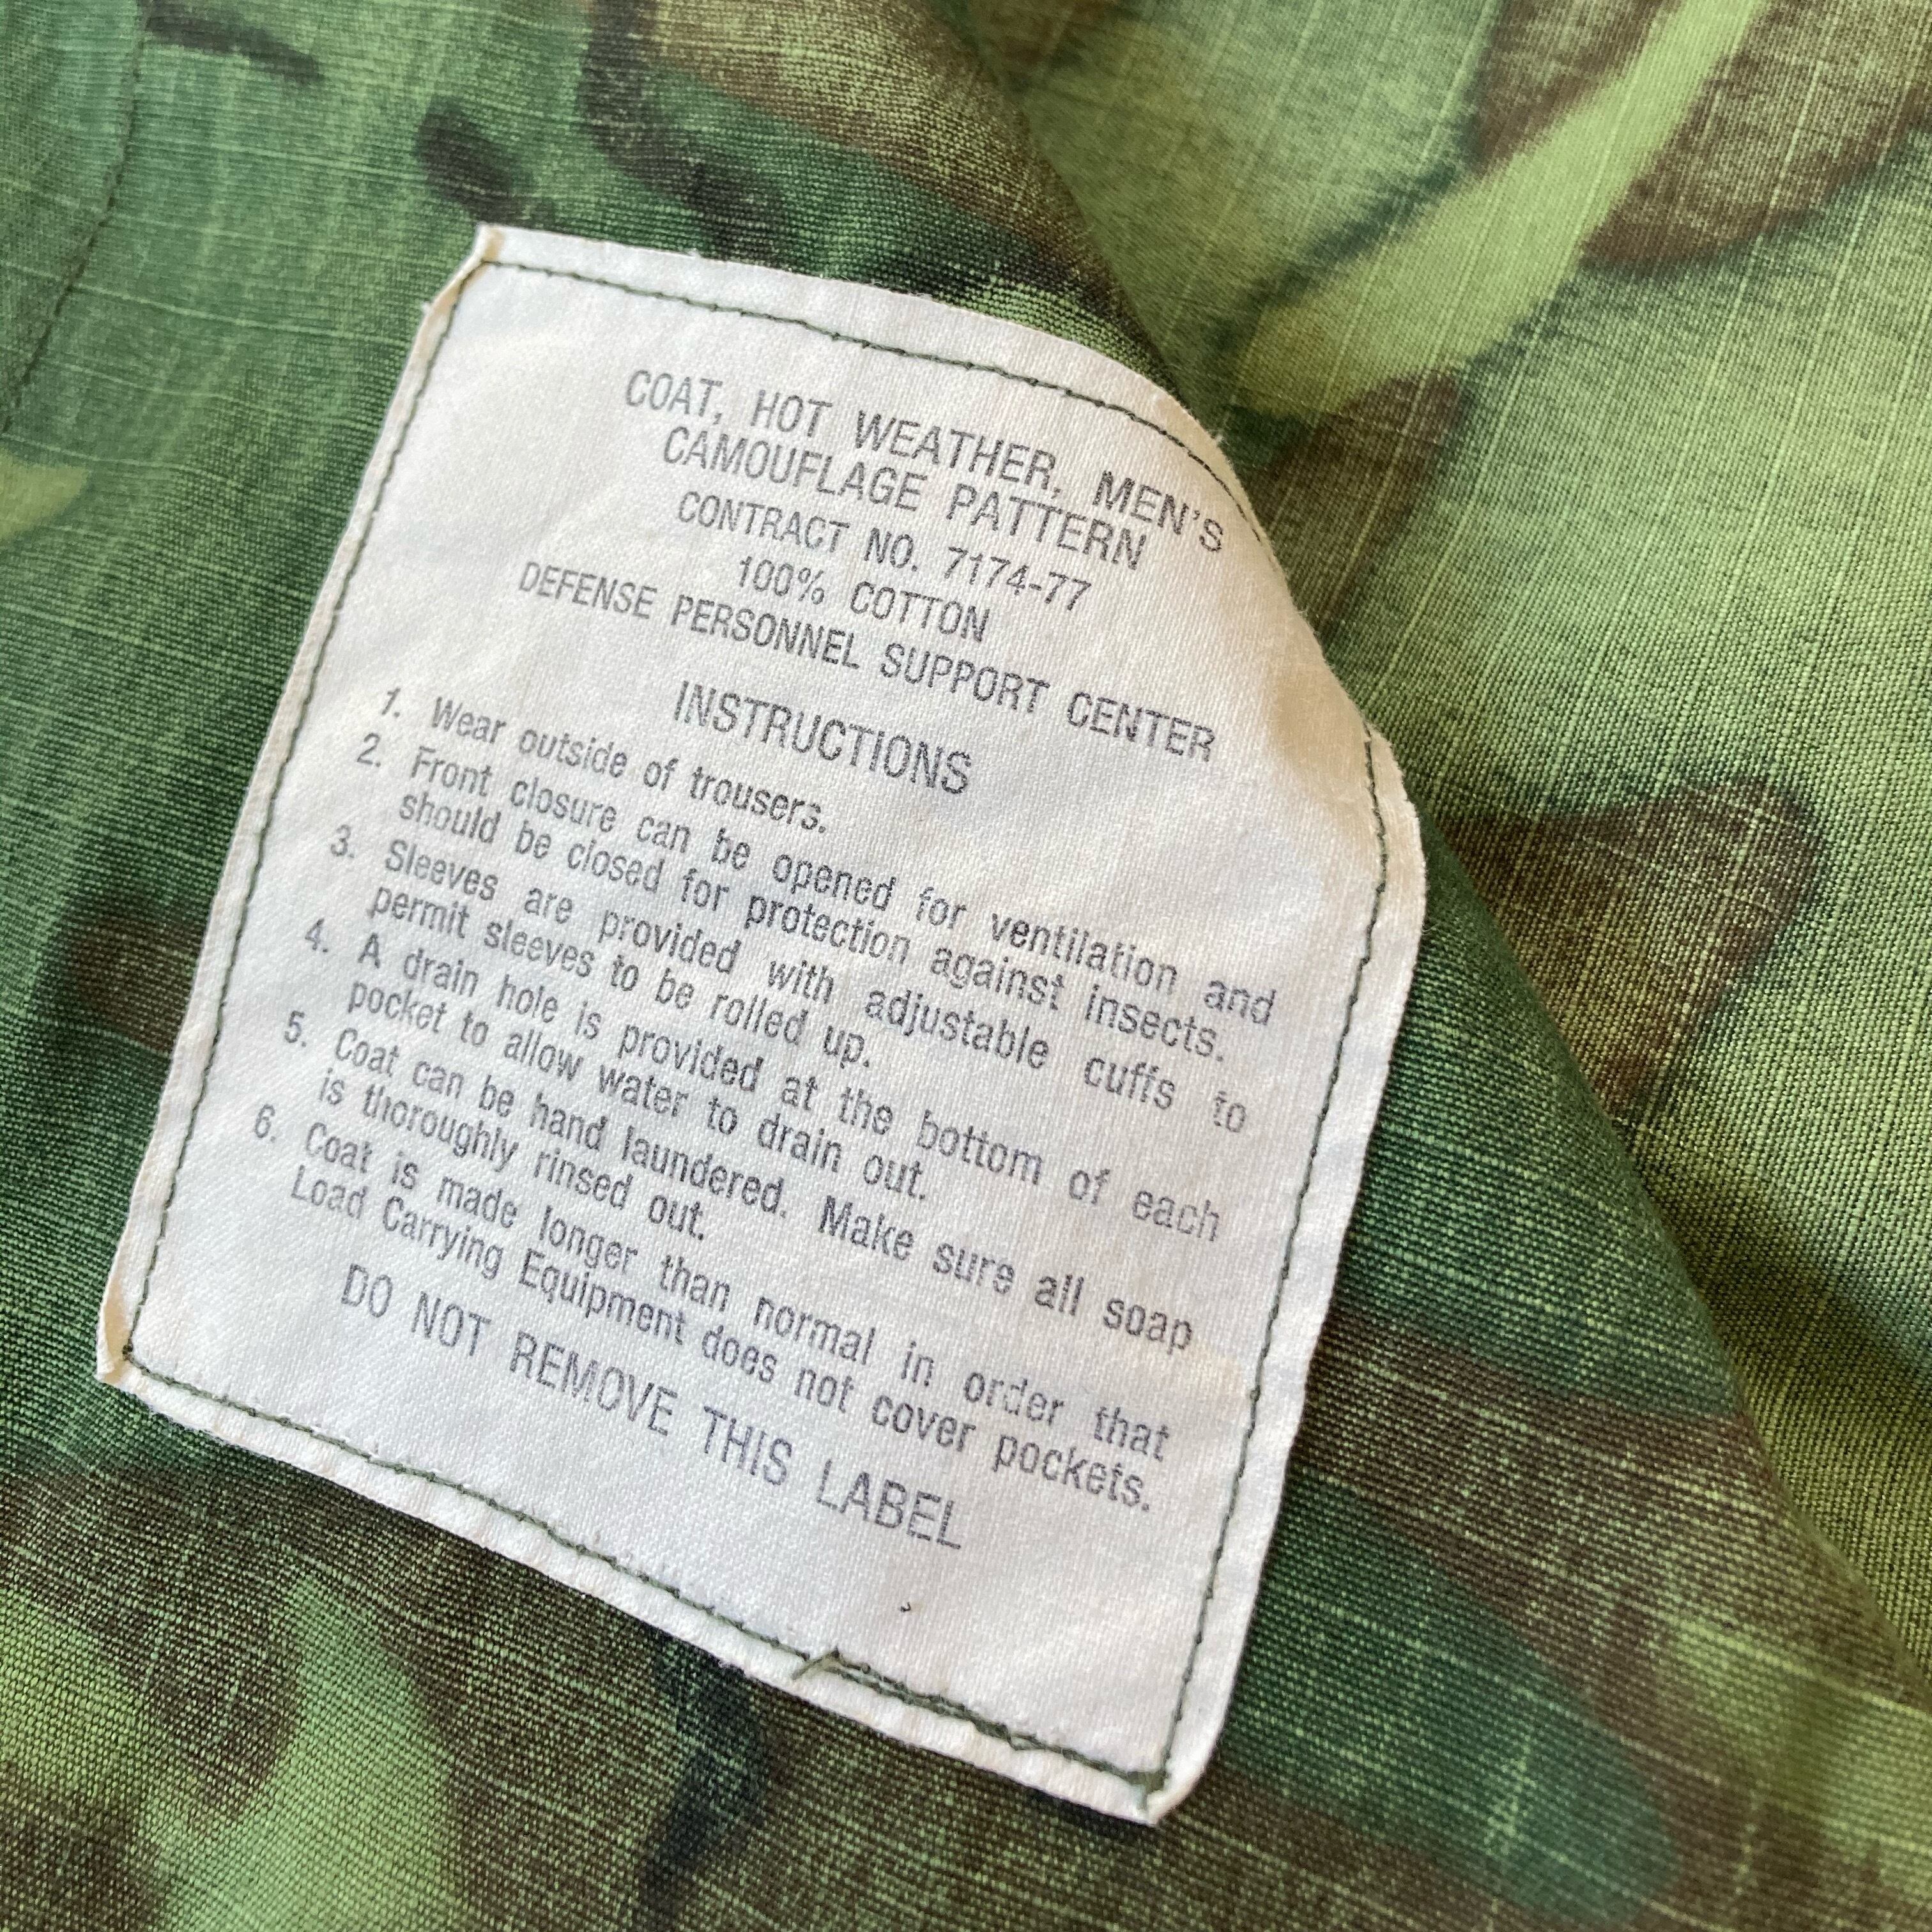 COAT, HOT WEATHER, MEN'S
CAMOUFLAGE PATTERN
CONTRACT NO. 7174-77
100% COTTON
DEFENSE PERSONNEL SUPPORT CENTER
INSTRUCTIONS
1. Wear outside of trousers.
2. Front closure can be opened for ventilation and
should be closed for protection against insects.
3. Sleeves are provided with adjustable cuffs to
permit sleeves to be rolled up.
4. A drain hole is provided at the bottom of each
pocket to allow water to drain out.
5. Coat can be hand laundered. Make sure all soap
is thoroughly rinsed out.
6. Coat is made longer than normal in order that
Load Carrying Equipment does not cover pockets.
DO NOT REMOVE THIS LABEL